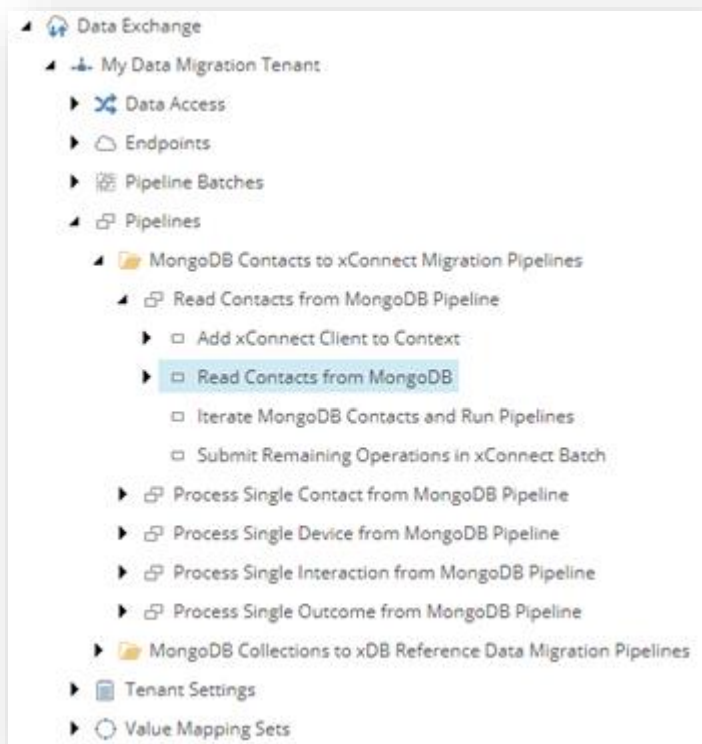 Data Exchange
My Data Migration Tenant
Data Access
Endpoints
Pipeline Batches
Pipelines
MongoDB Contacts to xConnect Migration Pipelines
Read Contacts from MongoDB Pipeline
Add xConnect Client to Context
Read Contacts from MongoDB
Iterate MongoDB Contacts and Run Pipelines
Submit Remaining Operations in xConnect Batch
Process Single Contact from MongoDB Pipeline
Process Single Device from MongoDB Pipeline
Process Single Interaction from MongoDB Pipeline
Process Single Outcome from MongoDB Pipeline
MongoDB Collections to xDB Reference Data Migration Pipelines
Tenant Settings
Value Mapping Sets